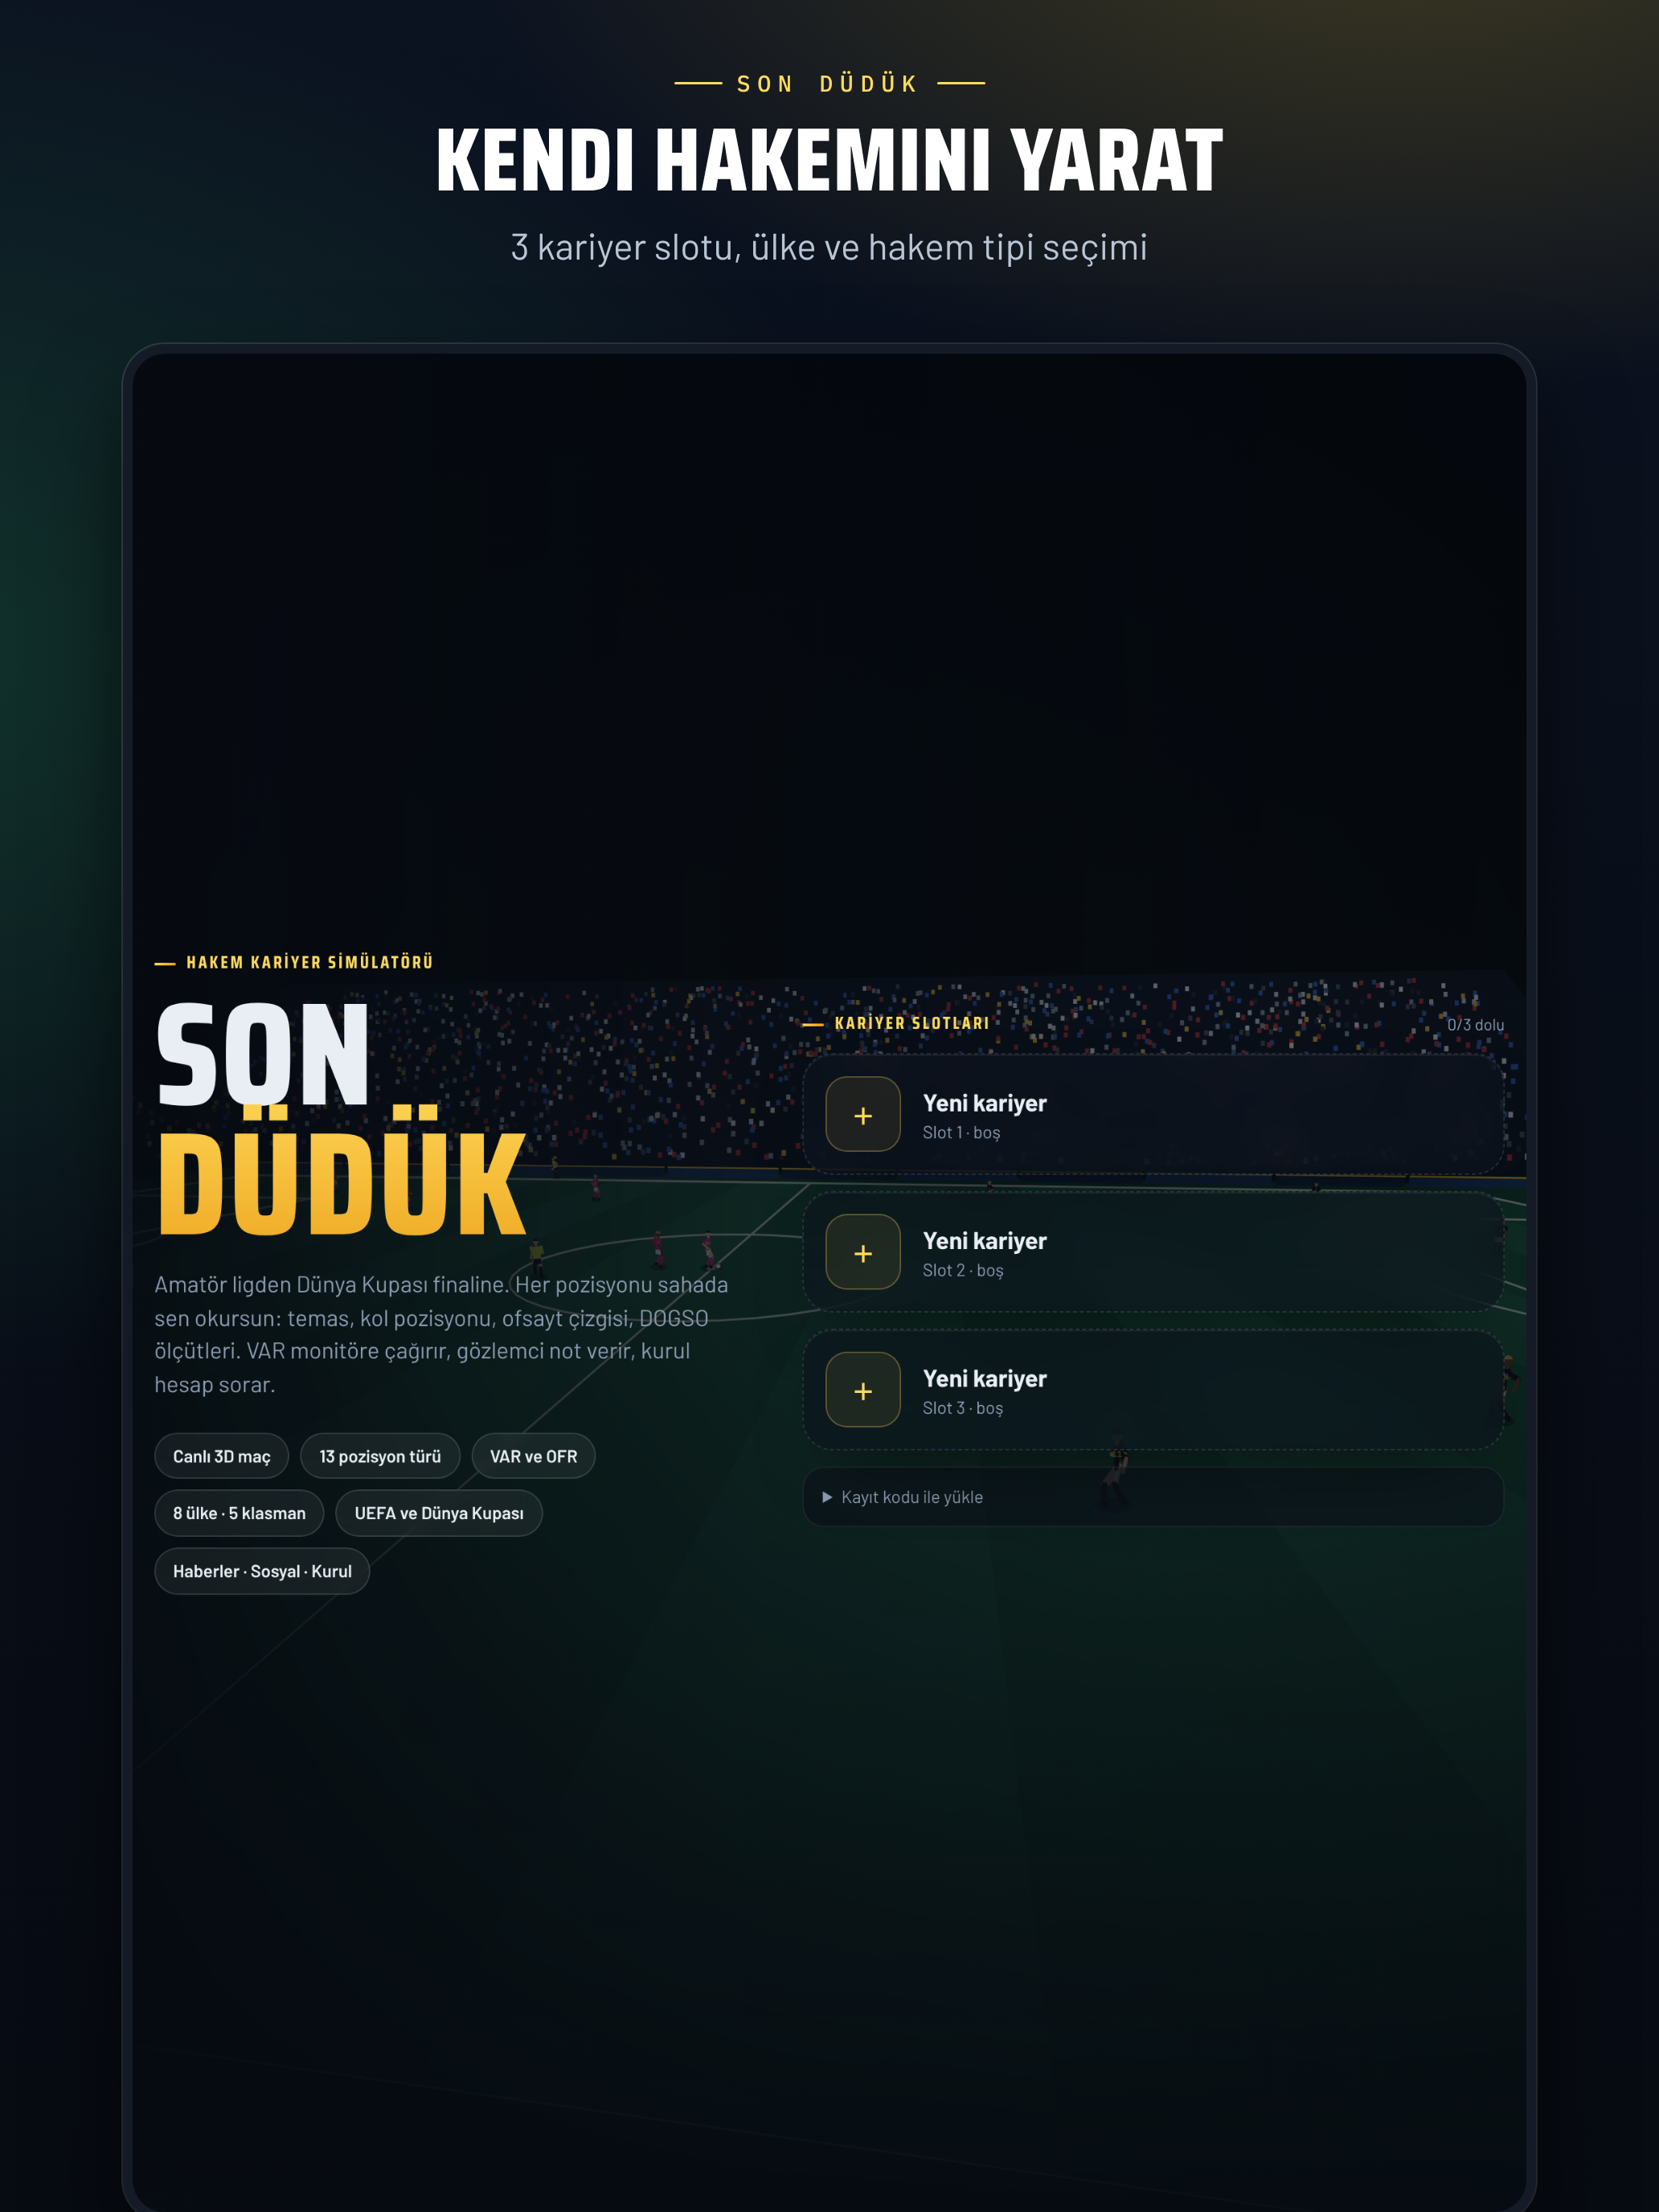 SON DÜDÜK
KENDI HAKEMINI YARAT
3 kariyer slotu, ülke ve hakem tipi seçimi
HAKEM KARİYER SİMÜLATÖRÜ
SON
DÜDÜK
Amatör ligden Dünya Kupası finaline. Her pozisyonu sahada
sen okursun: temas, kol pozisyonu, ofsayt çizgisi, DOGSO
ölçütleri. VAR monitöre çağırır, gözlemci not verir, kurul
hesap sorar.
Canlı 3D maç
13 pozisyon türü
VAR ve OFR
8 ülke · 5 klasman
UEFA ve Dünya Kupası
Haberler · Sosyal · Kurul
KARİYER SLOTLARI
0/3 dolu
+
Yeni kariyer
Slot 1 · boş
+
Yeni kariyer
Slot 2 · boş
+
Yeni kariyer
Slot 3 · boş
▶ Kayıt kodu ile yükle